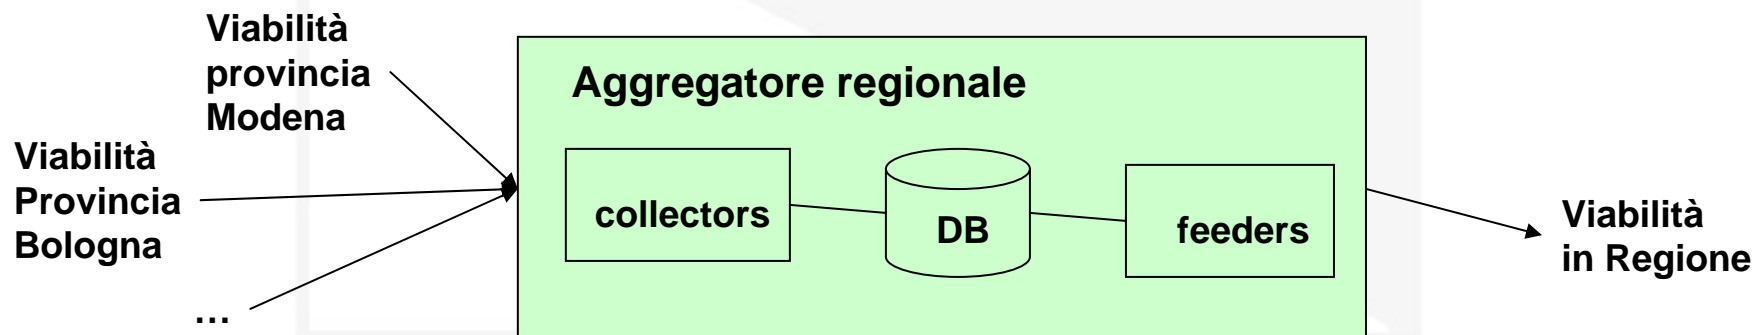 Viabilità
provincia
Modena
Viabilità
Provincia
Bologna
…
Aggregatore regionale
collectors
DB
feeders
Viabilità
in Regione